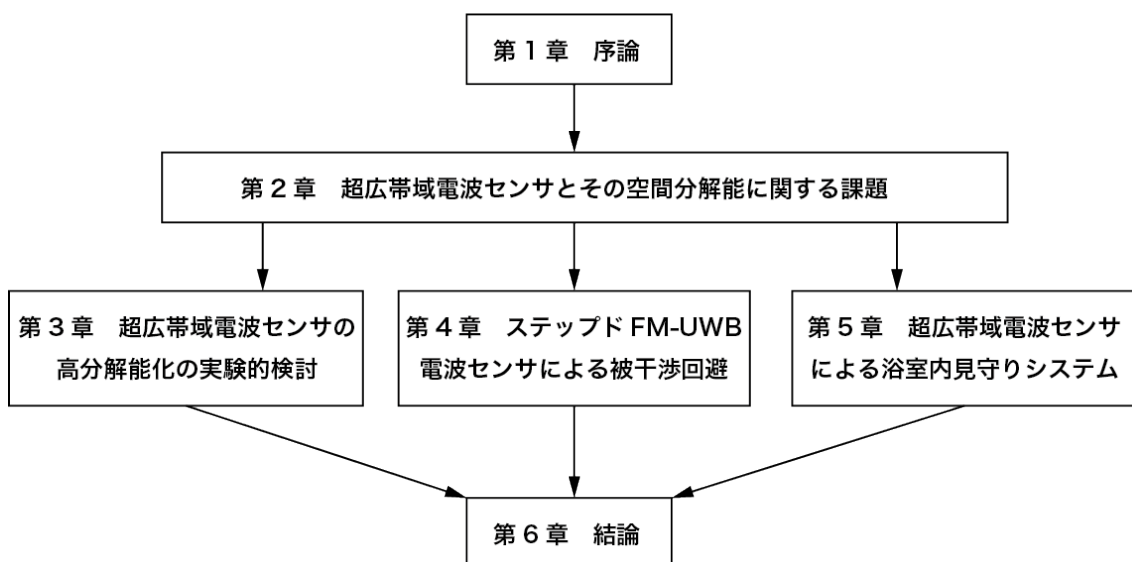 第1章　序論
第2章　超広帯域電波センサとその空間分解能に関する課題
第3章　超広帯域電波センサの
高分解能化の実験的検討
第4章　ステップドFM-UWB
電波センサによる被干渉回避
第5章　超広帯域電波センサ
による浴室内見守りシステム
第6章　結論